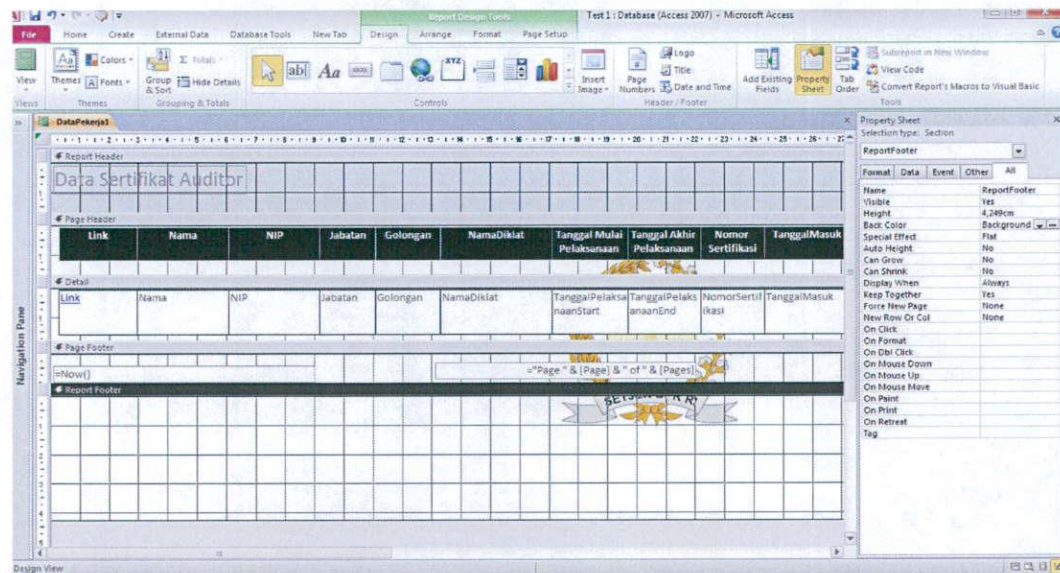 Report Design Tools
Test 1 : Database (Access 2007) - Microsoft Access
File Home Create External Data Database Tools New Tab Design Arrange Format Page Setup
View
Themes
Colors
Fonts
Group & Sort
Totals
Hide Details
Aa
ab
Aa
XYZ
Insert Image
Page Numbers
Logo
Title
Date and Time
Add Existing Fields
Property Sheet
Tab Order
Subreport in New Window
View Code
Convert Report's Macros to Visual Basic
Views Themes Grouping & Totals Controls Header / Footer Tools
DataPekerja1
Report Header
Data Sertifikat Auditor
Page Header
Link Nama NIP Jabatan Golongan NamaDiklat Tanggal Mulai Pelaksanaan Tanggal Akhir Pelaksanaan Nomor Sertifikasi TanggalMasuk
Detail
Link Nama NIP Jabatan Golongan NamaDiklat TanggalPelaksanaanStart TanggalPelaksanaanEnd NomorSertifikasi TanggalMasuk
Page Footer
=Now() ="Page " & [Page] & " of " & [Pages]
Report Footer
Navigation Pane
Property Sheet
Selection type: Section
ReportFooter
Format Data Event Other All
Name ReportFooter
Visible Yes
Height 4,249cm
Back Color Background
Special Effect Flat
Auto Height No
Can Grow No
Can Shrink No
Display When Always
Keep Together Yes
Force New Page None
New Row Or Col None
On Click
On Format
On Dbl Click
On Mouse Down
On Mouse Up
On Mouse Move
On Paint
On Print
On Retreat
Tag
Design View